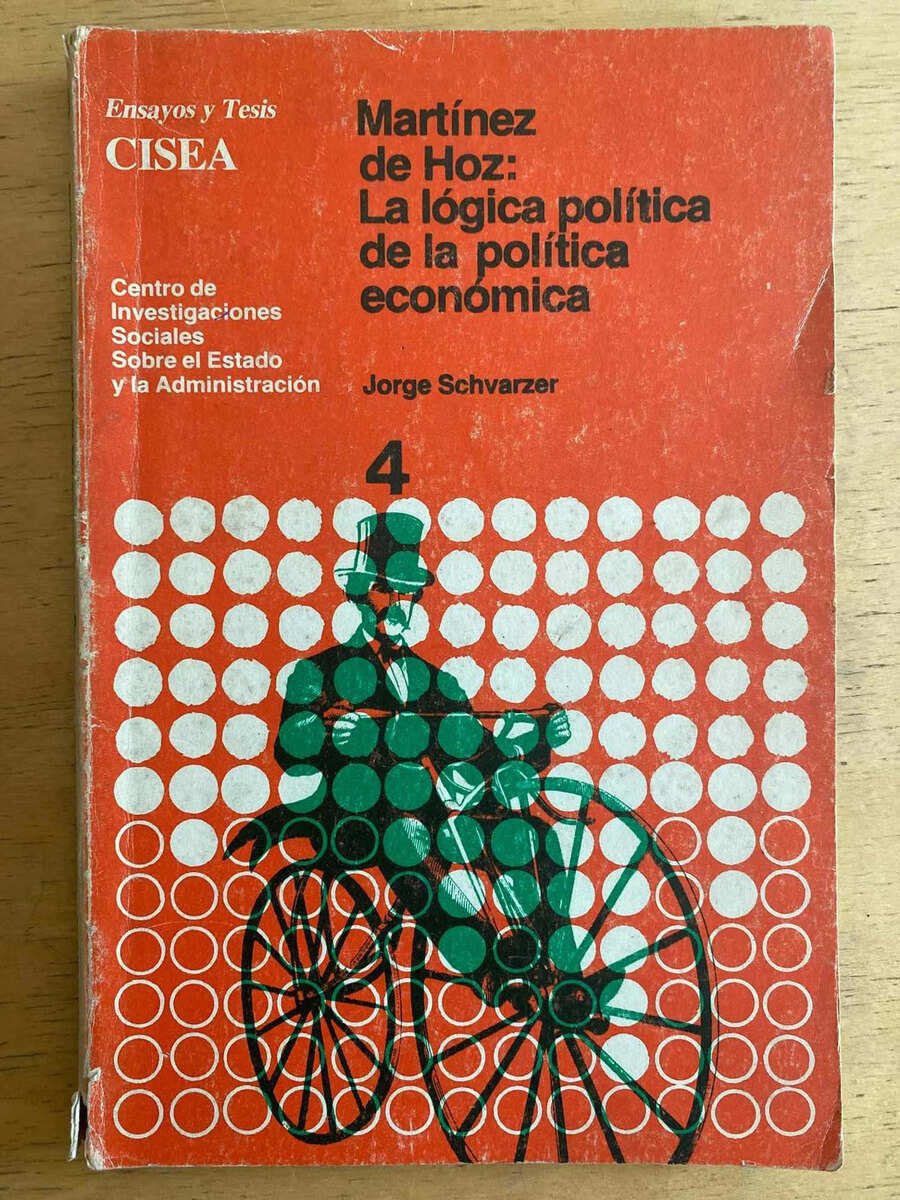 Ensayos y Tesis
CISEA
Centro de
Investigaciones
Sociales
Sobre el Estado
y la Administración
Martínez
de Hoz:
La lógica política
de la política
económica
Jorge Schvarzer
4